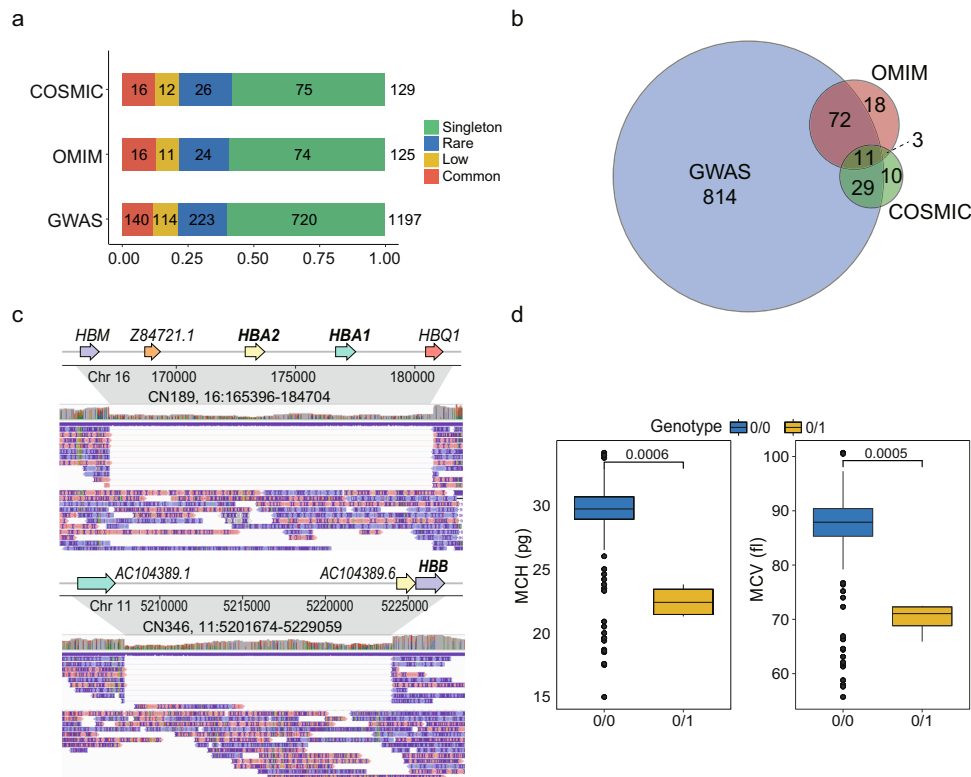 a
COSMIC 16 12 26 75 129
OMIM 16 11 24 74 125
GWAS 140 114 223 720 1197
0.00 0.25 0.50 0.75 1.00
Singleton
Rare
Low
Common
b
OMIM
18
72
3
11
GWAS
814
29
10
COSMIC
c
HBM Z84721.1 HBA2 HBA1 HBQ1
Chr 16 170000 175000 180000
CN189, 16:165396-184704
AC104389.1 AC104389.6 HBB
Chr 11 5210000 5215000 5220000 5225000
CN346, 11:5201674-5229059
d
Genotype 0/0 0/1
MCH (pg)
30
25
20
15
0.0006
0/0 0/1
MCV (fl)
100
90
80
70
60
0.0005
0/0 0/1